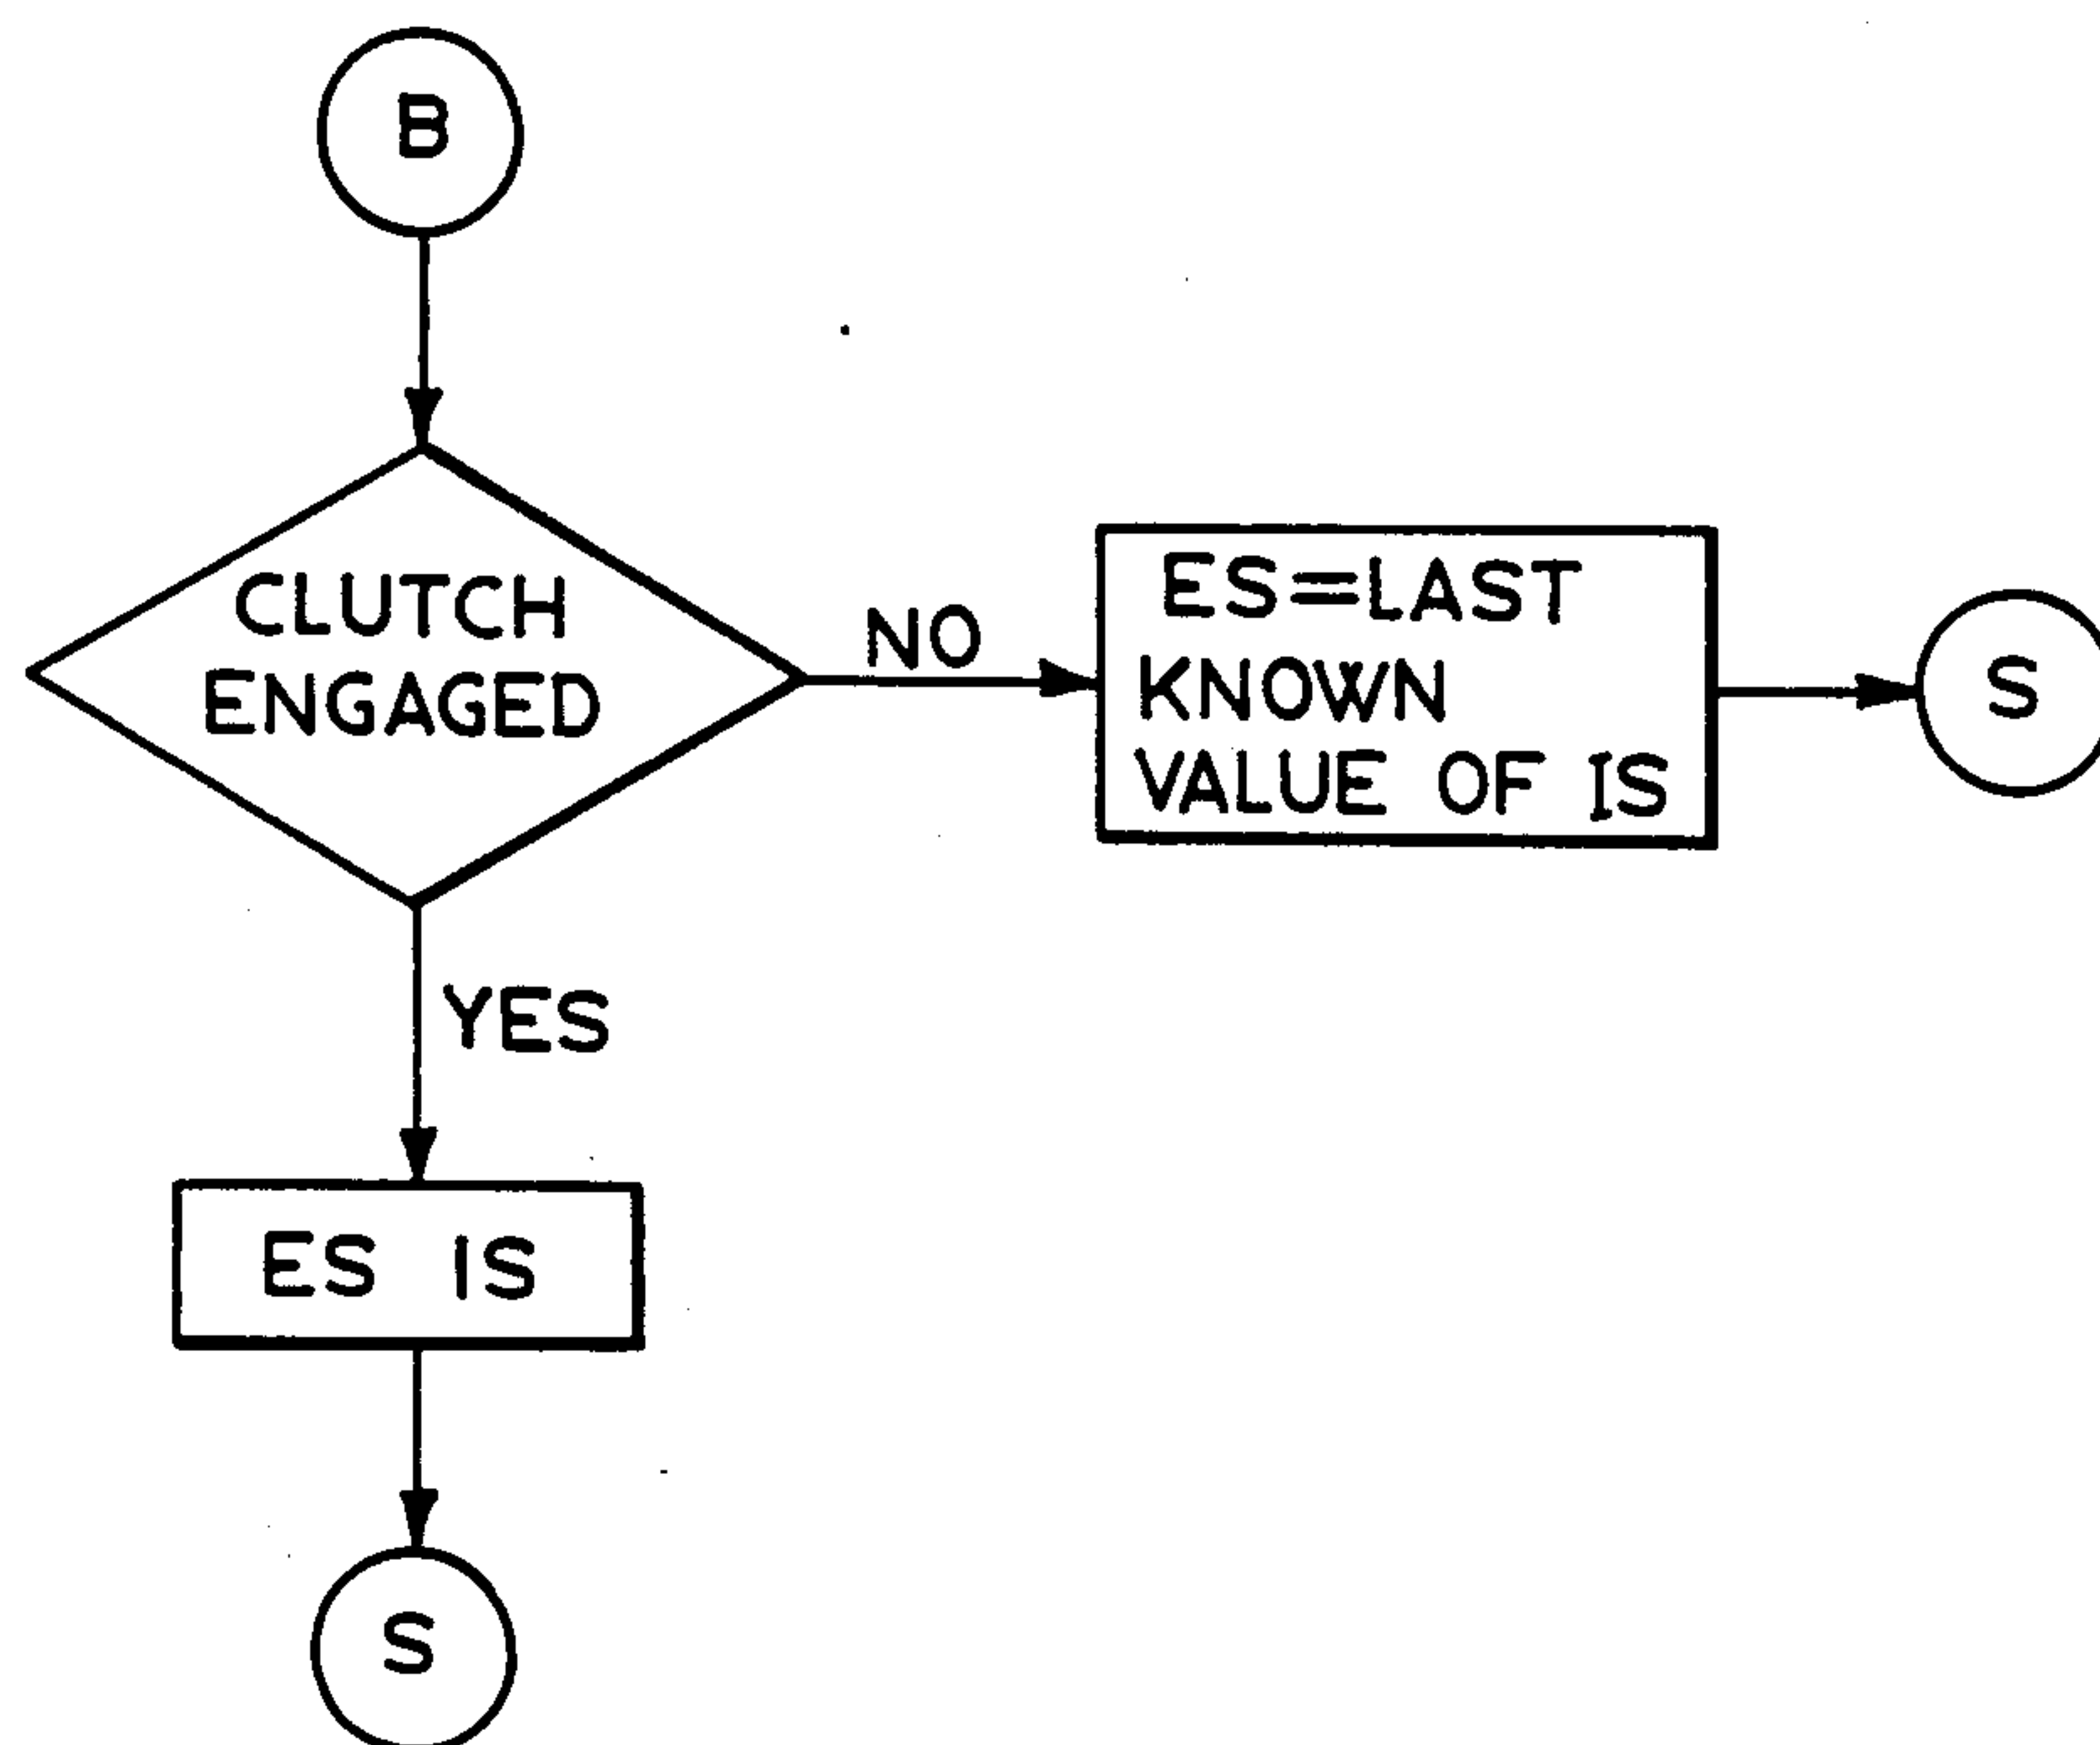 B
CLUTCH
ENGAGED
NO
ES=LAST
KNOWN
VALUE OF IS
S
YES
ES IS
S